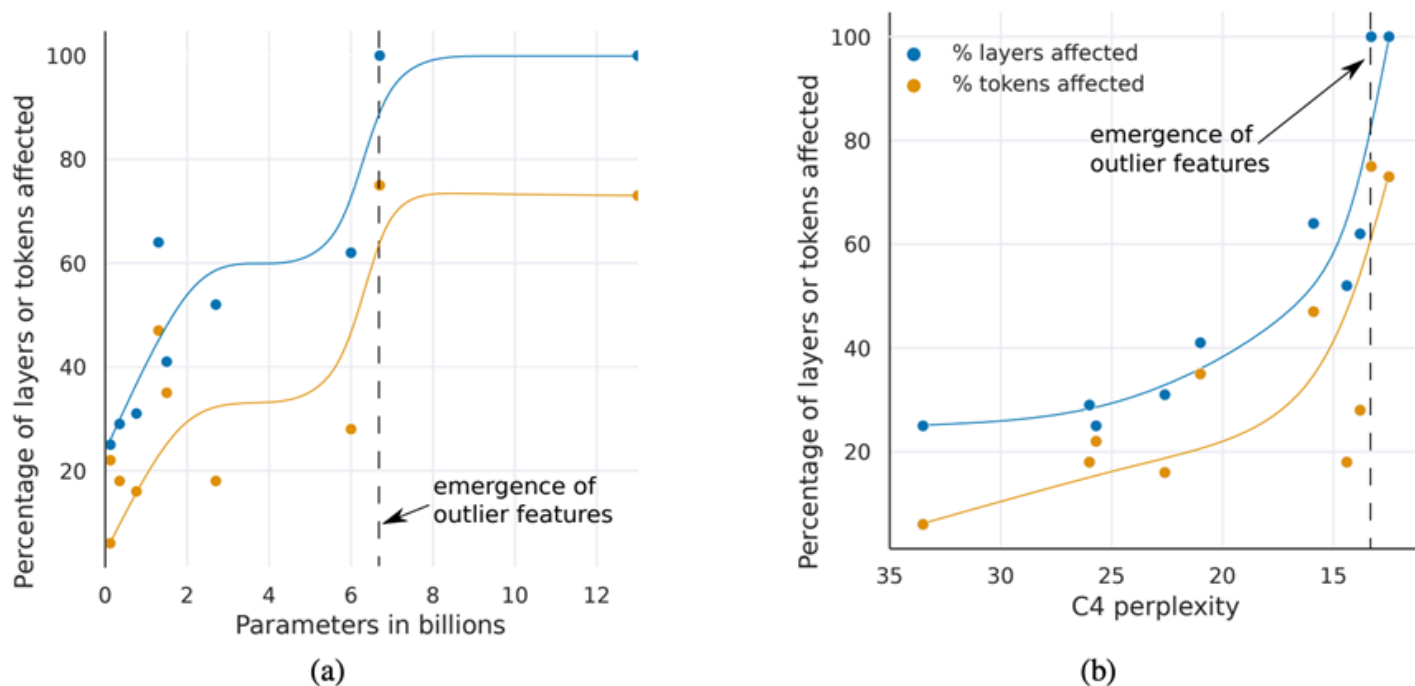 Percentage of layers or tokens affected
100
80
60
40
20
0
2
4
6
8
10
12
Parameters in billions
emergence of
outlier features
(a)
Percentage of layers or tokens affected
100
80
60
40
20
35
30
25
20
15
C4 perplexity
% layers affected
% tokens affected
emergence of
outlier features
(b)